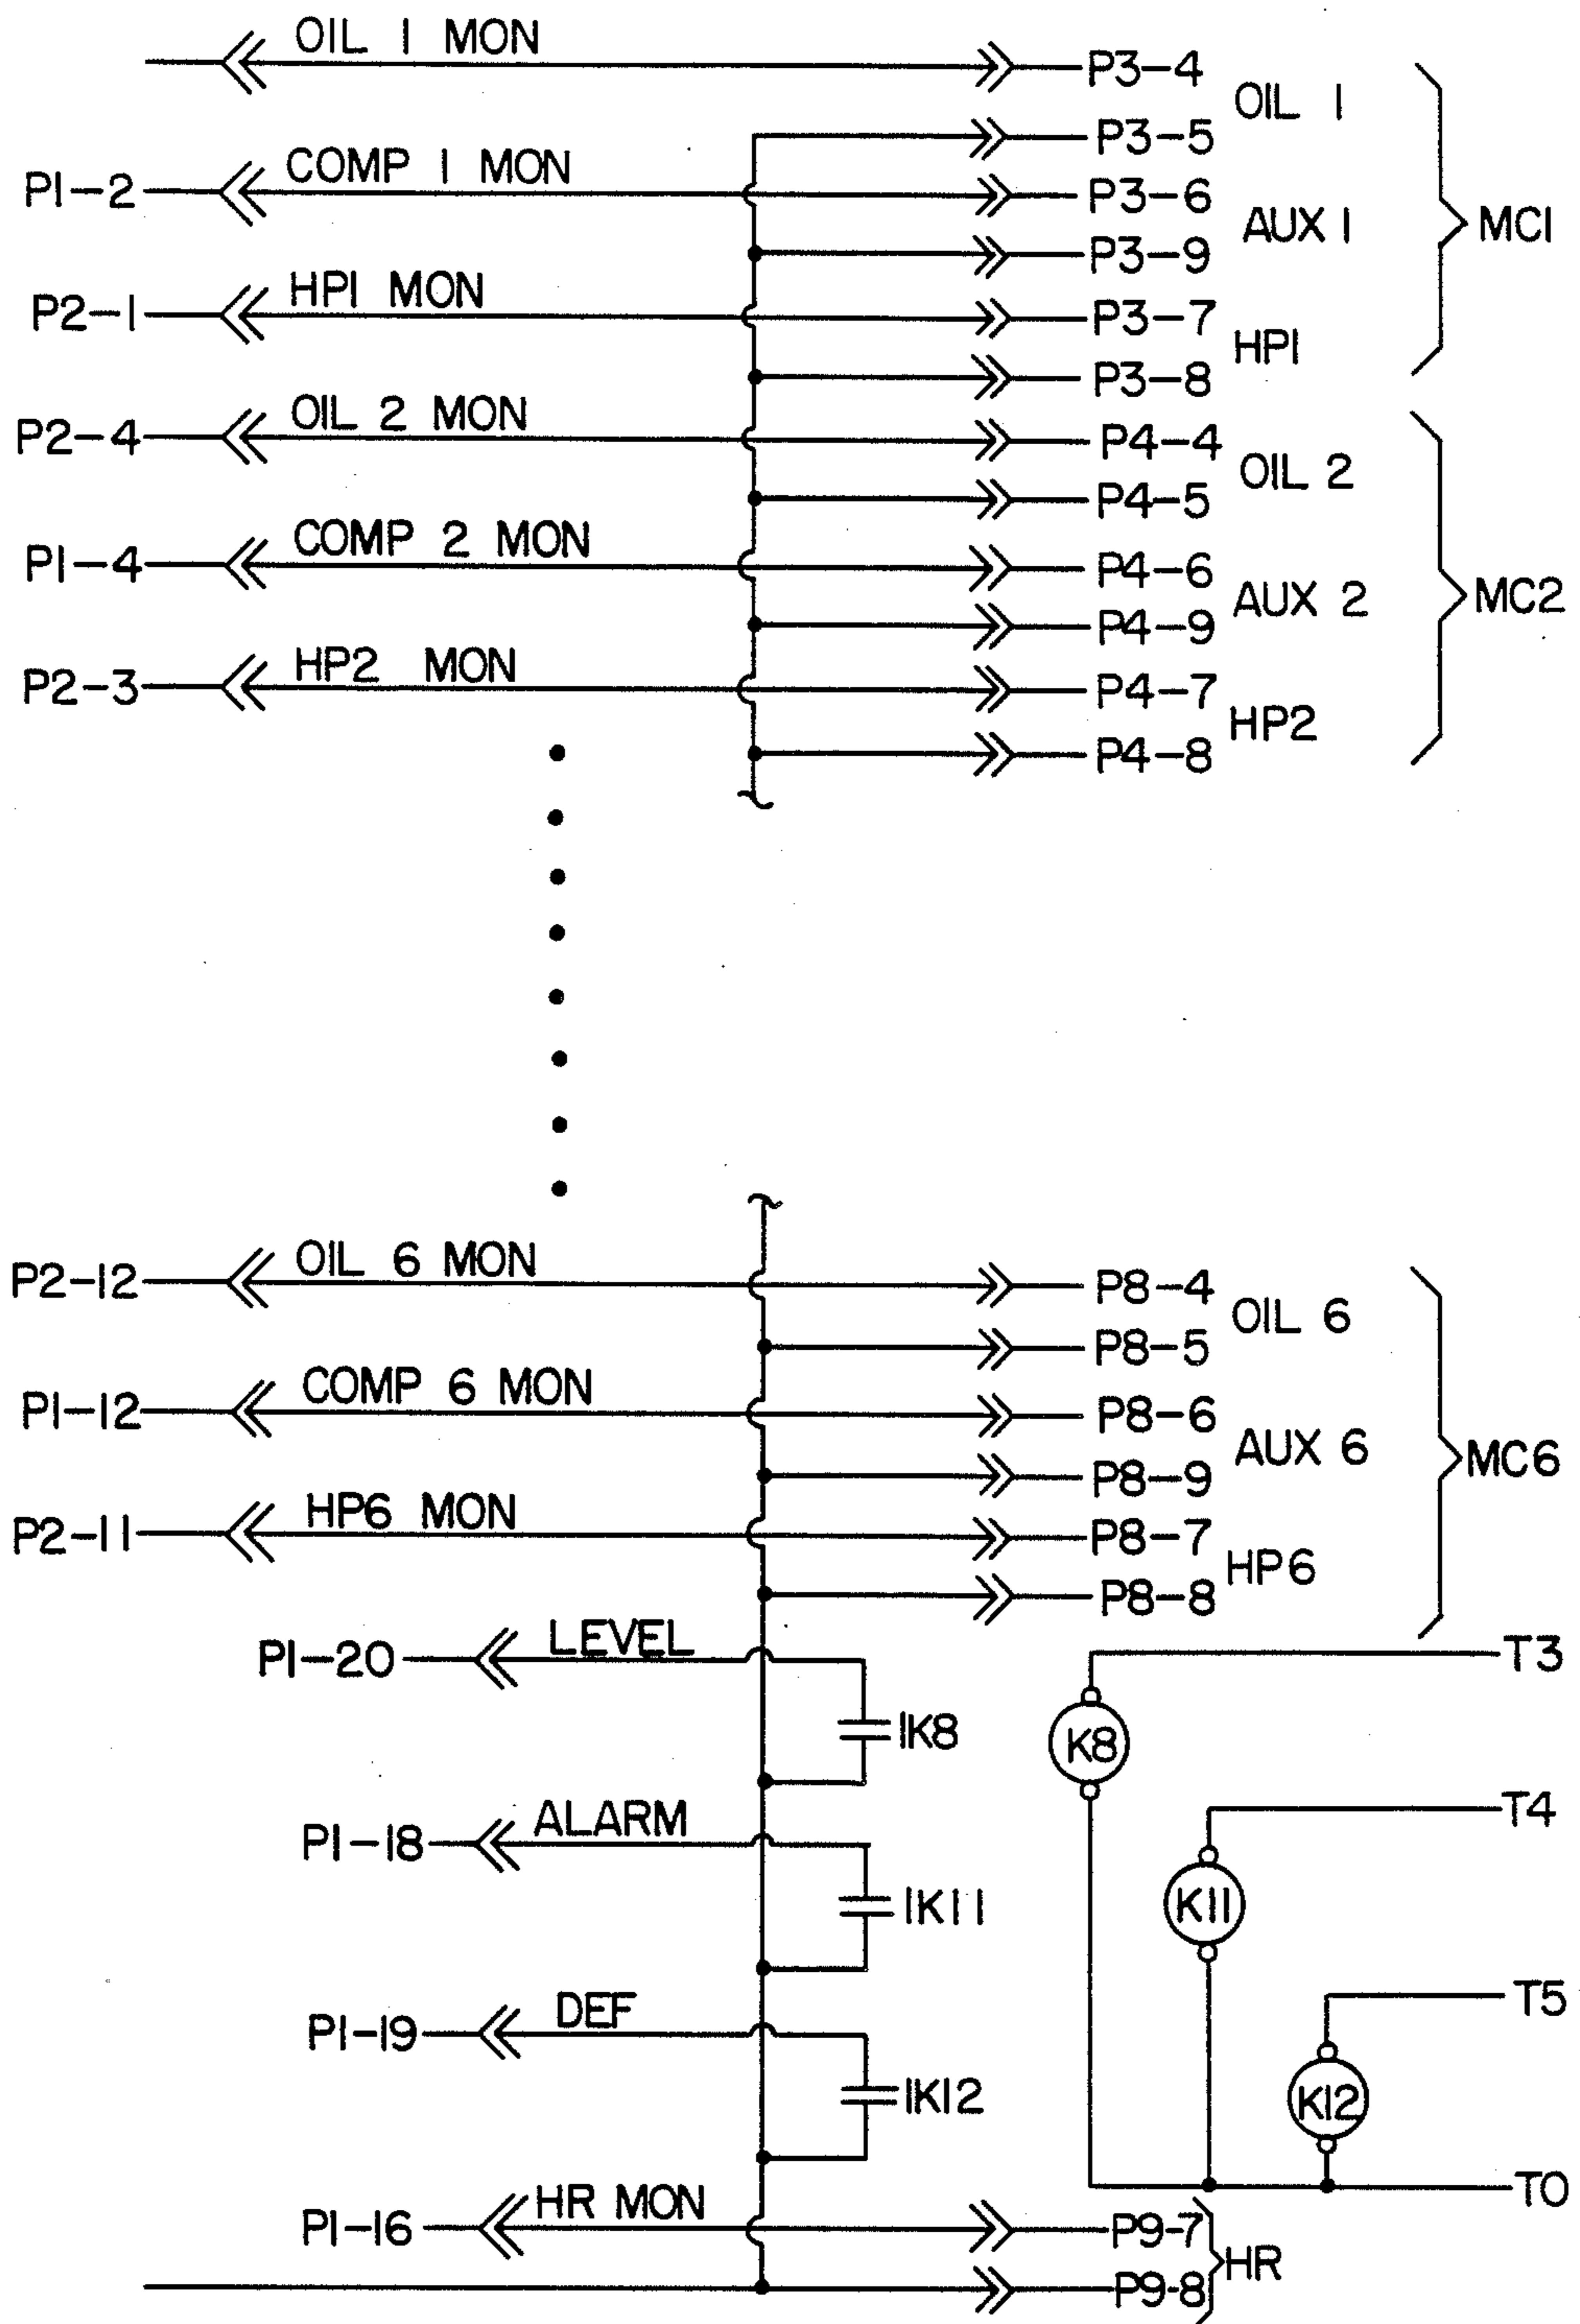 OIL 1 MON
P3-4
OIL 1
P3-5
COMP 1 MON
P1-2
P3-6
AUX 1
MC1
P3-9
HP1 MON
P2-1
P3-7
HP1
P3-8
OIL 2 MON
P2-4
P4-4
OIL 2
P4-5
COMP 2 MON
P1-4
P4-6
AUX 2
MC2
P4-9
HP2 MON
P2-3
P4-7
HP2
P4-8
OIL 6 MON
P2-12
P8-4
OIL 6
P8-5
COMP 6 MON
P1-12
P8-6
AUX 6
MC6
P8-9
HP6 MON
P2-11
P8-7
HP6
P8-8
LEVEL
P1-20
T3
1K8
K8
ALARM
P1-18
T4
1K11
K11
DEF
P1-19
T5
1K12
K12
T0
HR MON
P1-16
P9-7
HR
P9-8